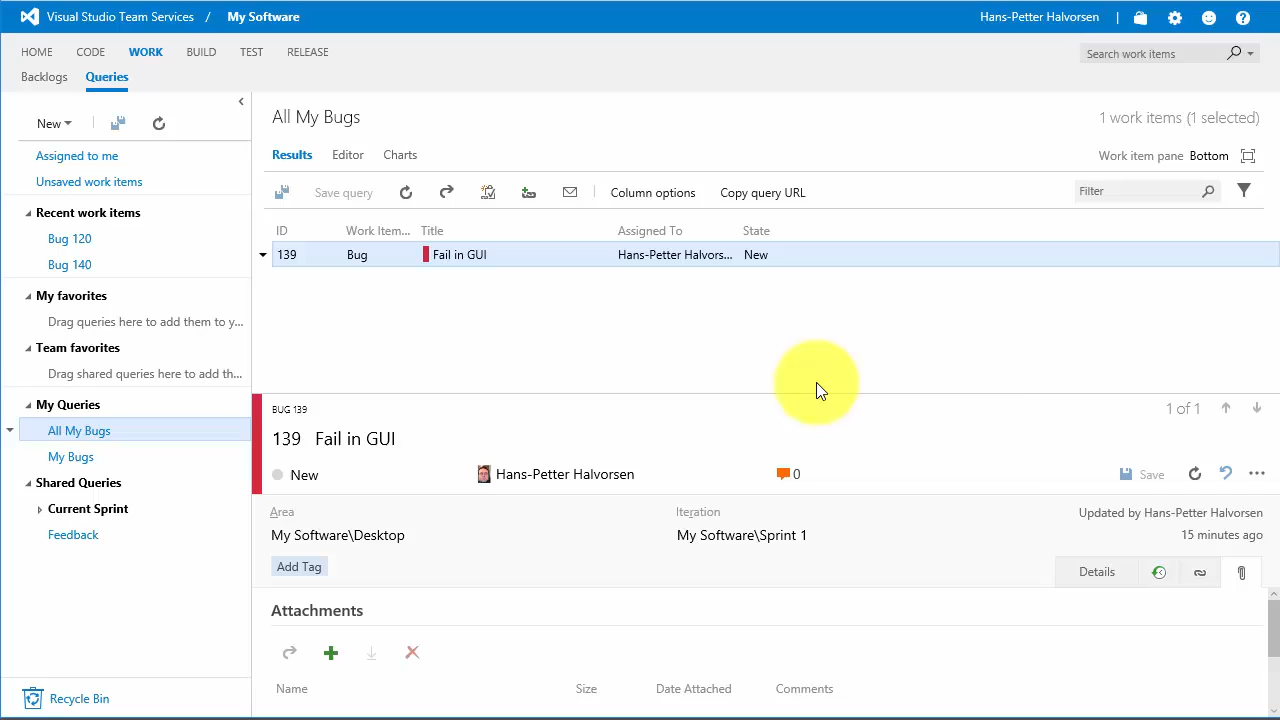 Visual Studio Team Services / My Software Hans-Petter Halvorsen
HOME CODE WORK BUILD TEST RELEASE Search work items
Backlogs Queries
New
Assigned to me
Unsaved work items
Recent work items
Bug 120
Bug 140
My favorites
Drag queries here to add them to y...
Team favorites
Drag shared queries here to add th...
My Queries
All My Bugs
My Bugs
Shared Queries
Current Sprint
Feedback
Recycle Bin
All My Bugs 1 work items (1 selected)
Results Editor Charts Work item pane Bottom
Save query Column options Copy query URL Filter
ID Work Item... Title Assigned To State
139 Bug Fail in GUI Hans-Petter Halvors... New
BUG 139 1 of 1
139 Fail in GUI
New Hans-Petter Halvorsen 0 Save
Area Iteration Updated by Hans-Petter Halvorsen
My Software\Desktop My Software\Sprint 1 15 minutes ago
Add Tag Details
Attachments
Name Size Date Attached Comments